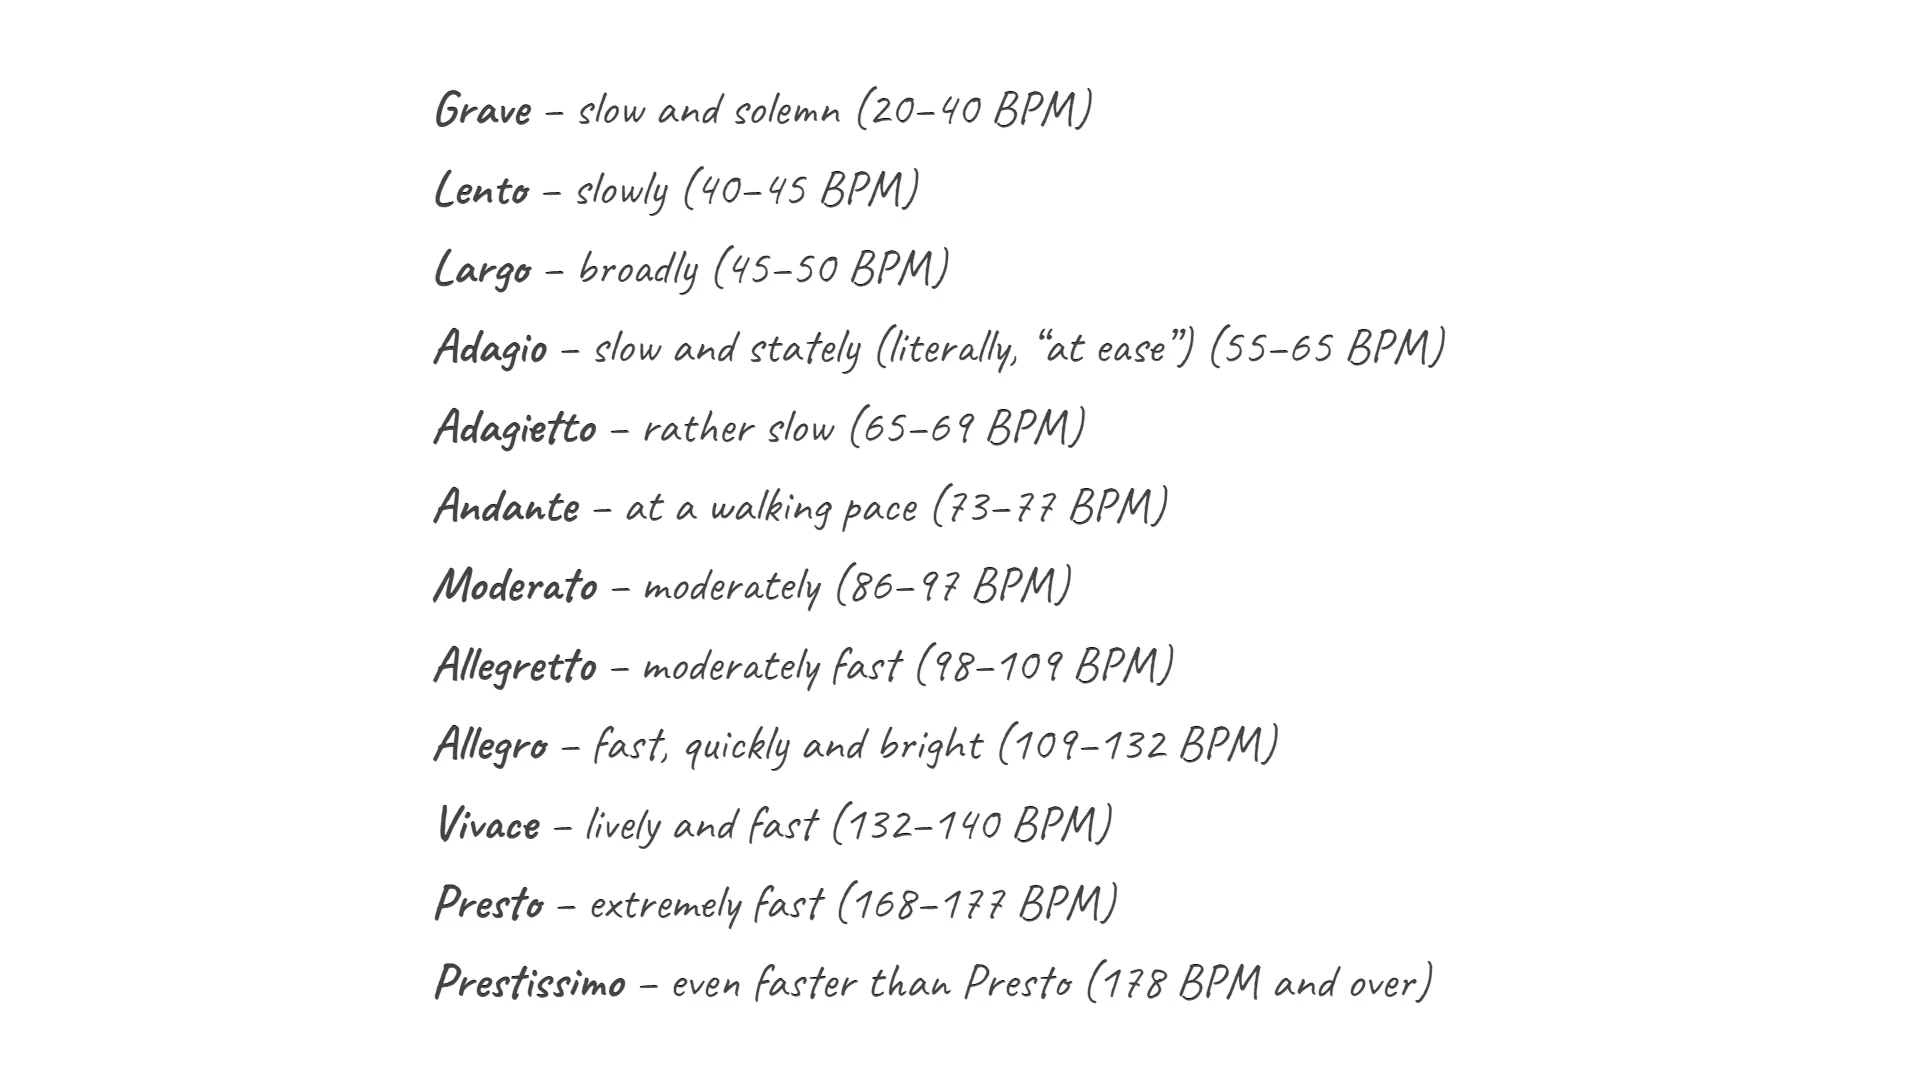 Grave – slow and solemn (20–40 BPM)
Lento – slowly (40–45 BPM)
Largo – broadly (45–50 BPM)
Adagio – slow and stately (literally, “at ease”) (55–65 BPM)
Adagietto – rather slow (65–69 BPM)
Andante – at a walking pace (73–77 BPM)
Moderato – moderately (86–97 BPM)
Allegretto – moderately fast (98–109 BPM)
Allegro – fast, quickly and bright (109–132 BPM)
Vivace – lively and fast (132–140 BPM)
Presto – extremely fast (168–177 BPM)
Prestissimo – even faster than Presto (178 BPM and over)